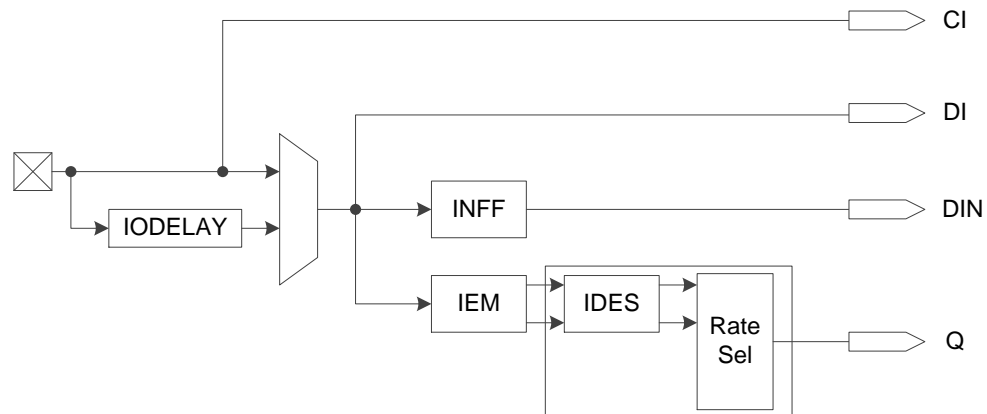 CI
DI
IODELAY
INFF
DIN
IEM
IDES
Rate
Sel
Q